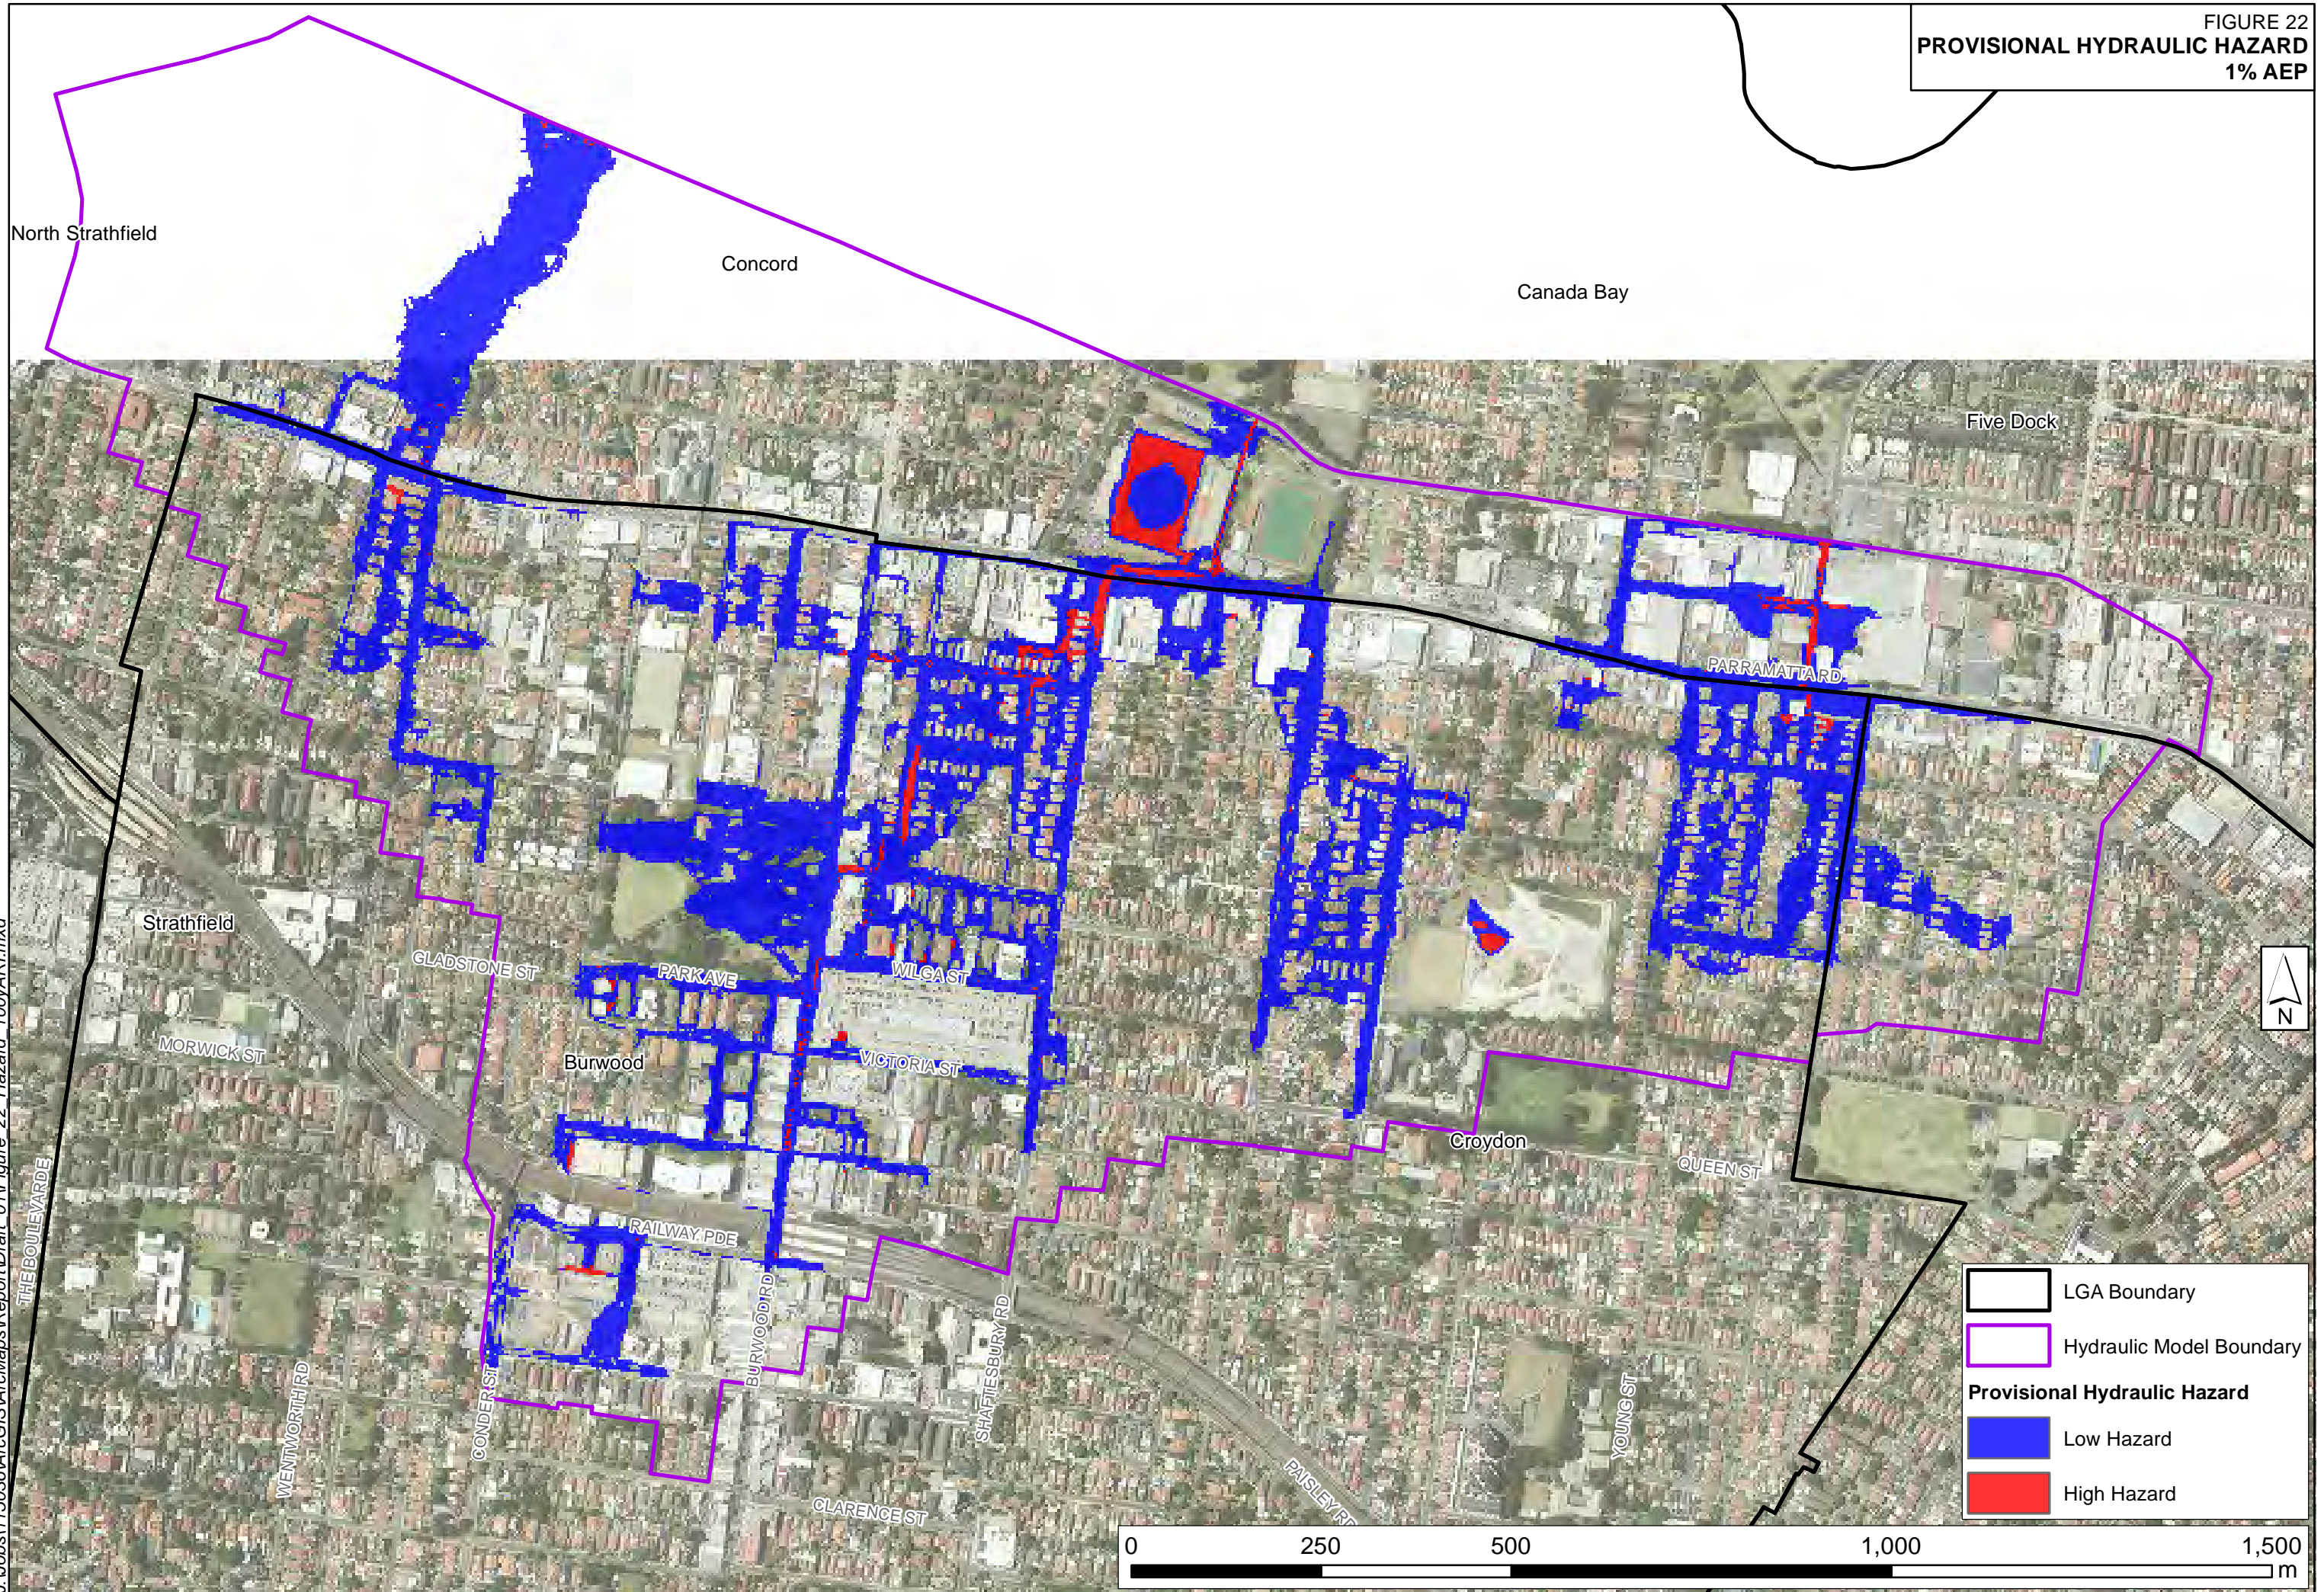 FIGURE 22
PROVISIONAL HYDRAULIC HAZARD
1% AEP
North Strathfield
Concord
Canada Bay
Five Dock
PARRAMATTA RD
Strathfield
GLADSTONE ST
PARK AVE
WILGA ST
MORWICK ST
Burwood
VICTORIA ST
N
Croydon
QUEEN ST
THE BOULEVARDE
RAILWAY PDE
BURWOOD RD
SHAFTESBURY RD
WENTWORTH RD
CONDER ST
YOUNG ST
PAISLEY RD
CLARENCE ST
LGA Boundary
Hydraulic Model Boundary
Provisional Hydraulic Hazard
Low Hazard
High Hazard
0 250 500 1,000 1,500
m